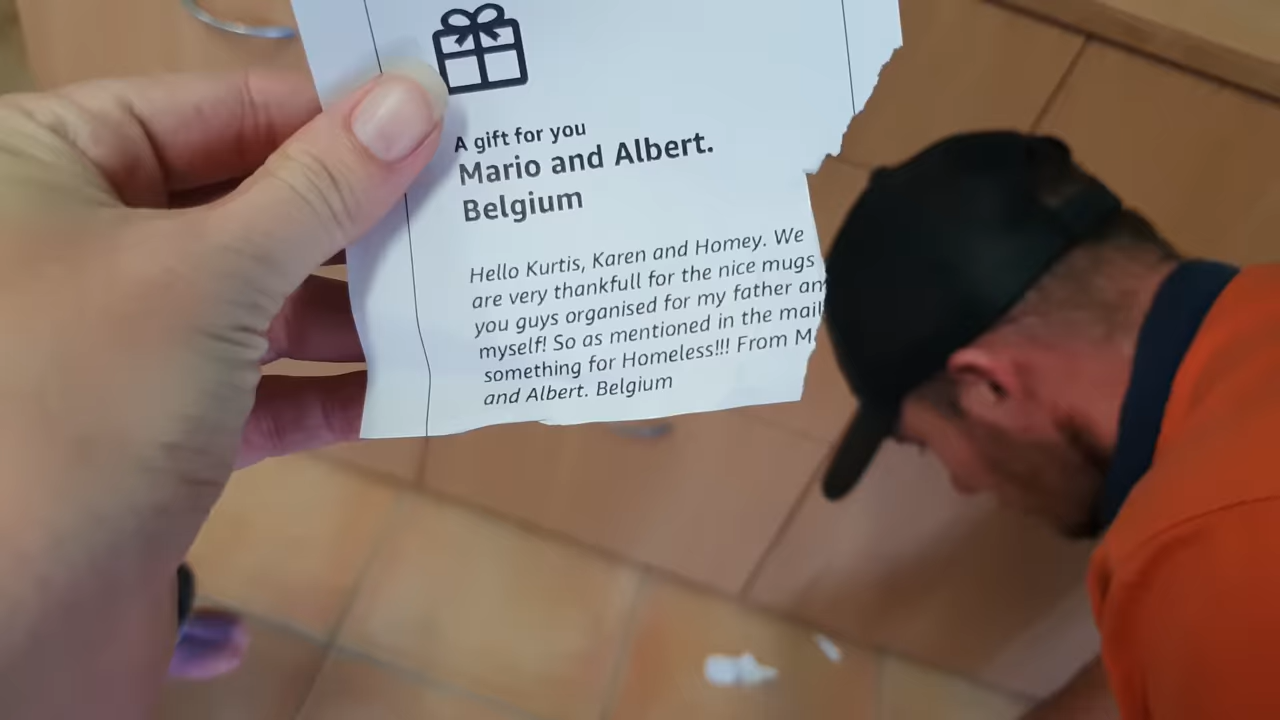 A gift for you
Mario and Albert.
Belgium
Hello Kurtis, Karen and Homey. We
are very thankfull for the nice mugs
you guys organised for my father an
myself! So as mentioned in the mail
something for Homeless!!! From M
and Albert. Belgium